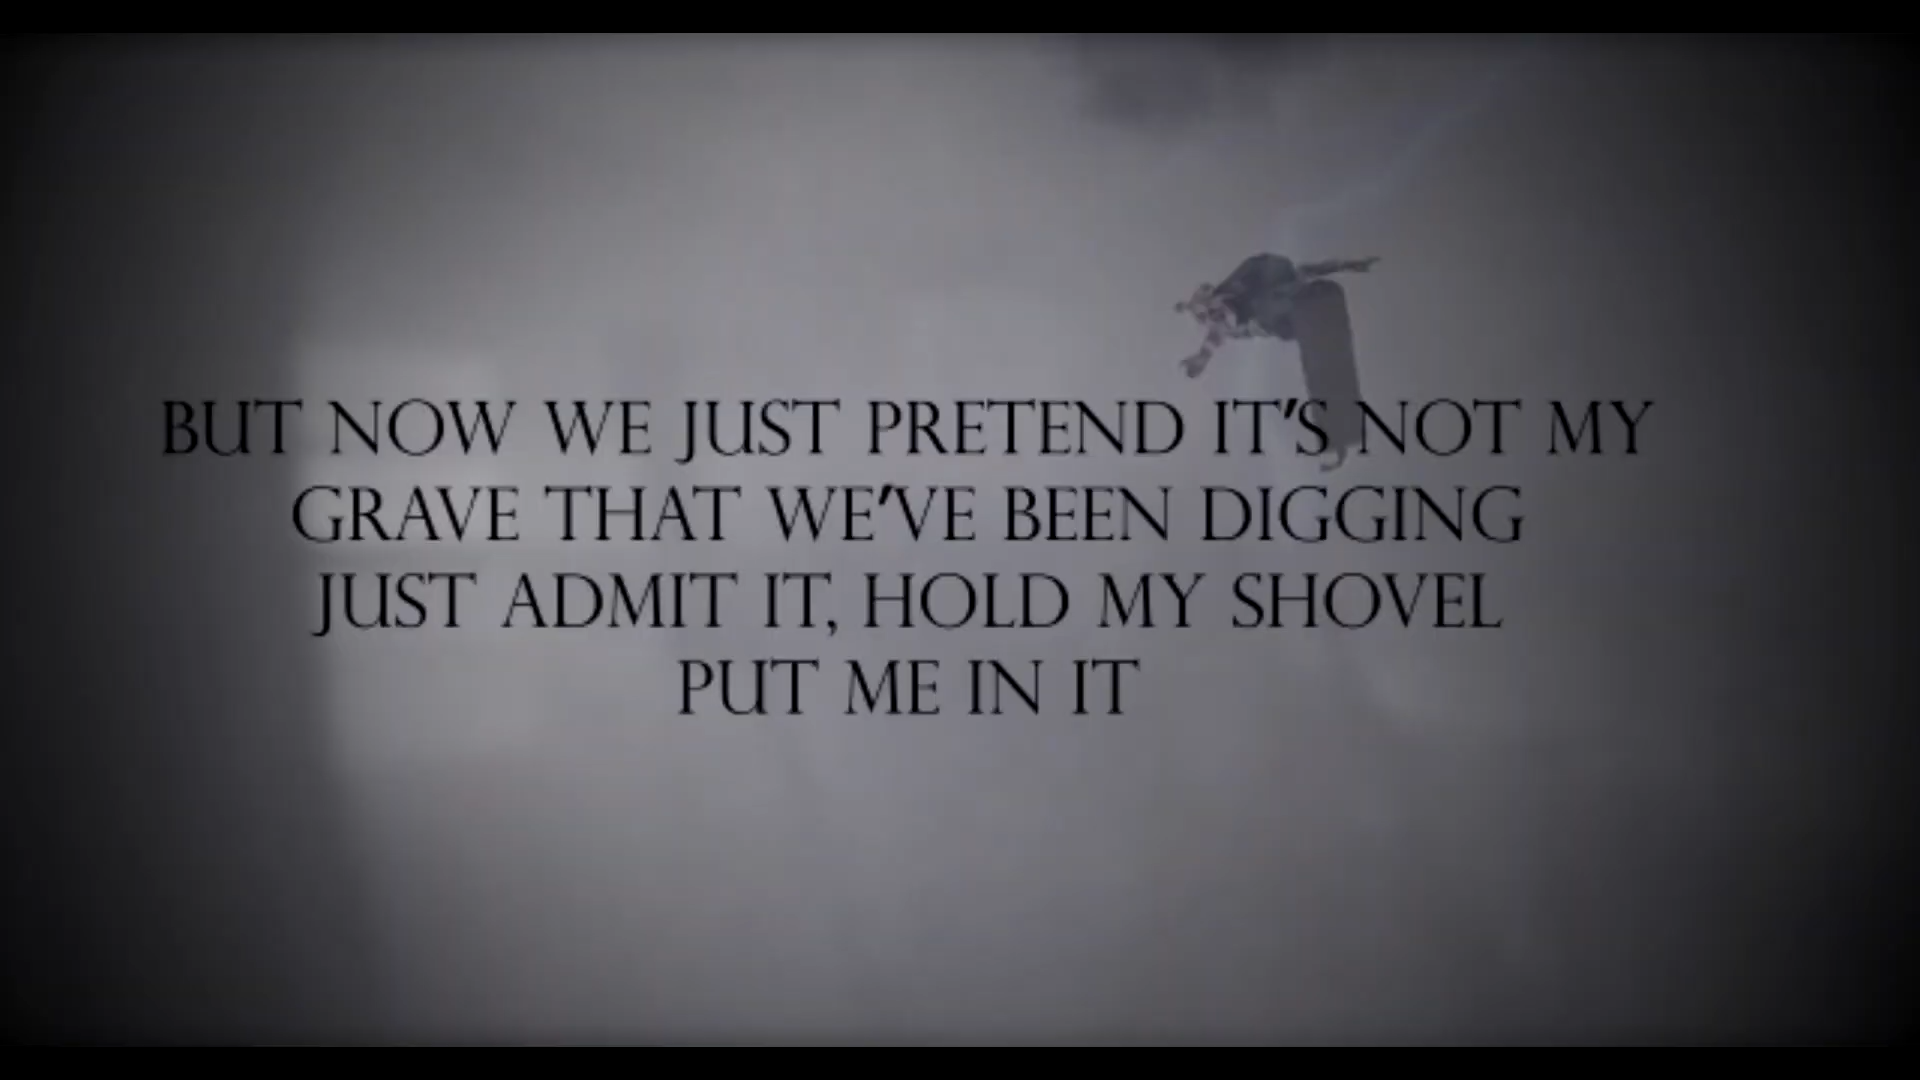 BUT NOW WE JUST PRETEND IT'S NOT MY
GRAVE THAT WE'VE BEEN DIGGING
JUST ADMIT IT, HOLD MY SHOVEL
PUT ME IN IT